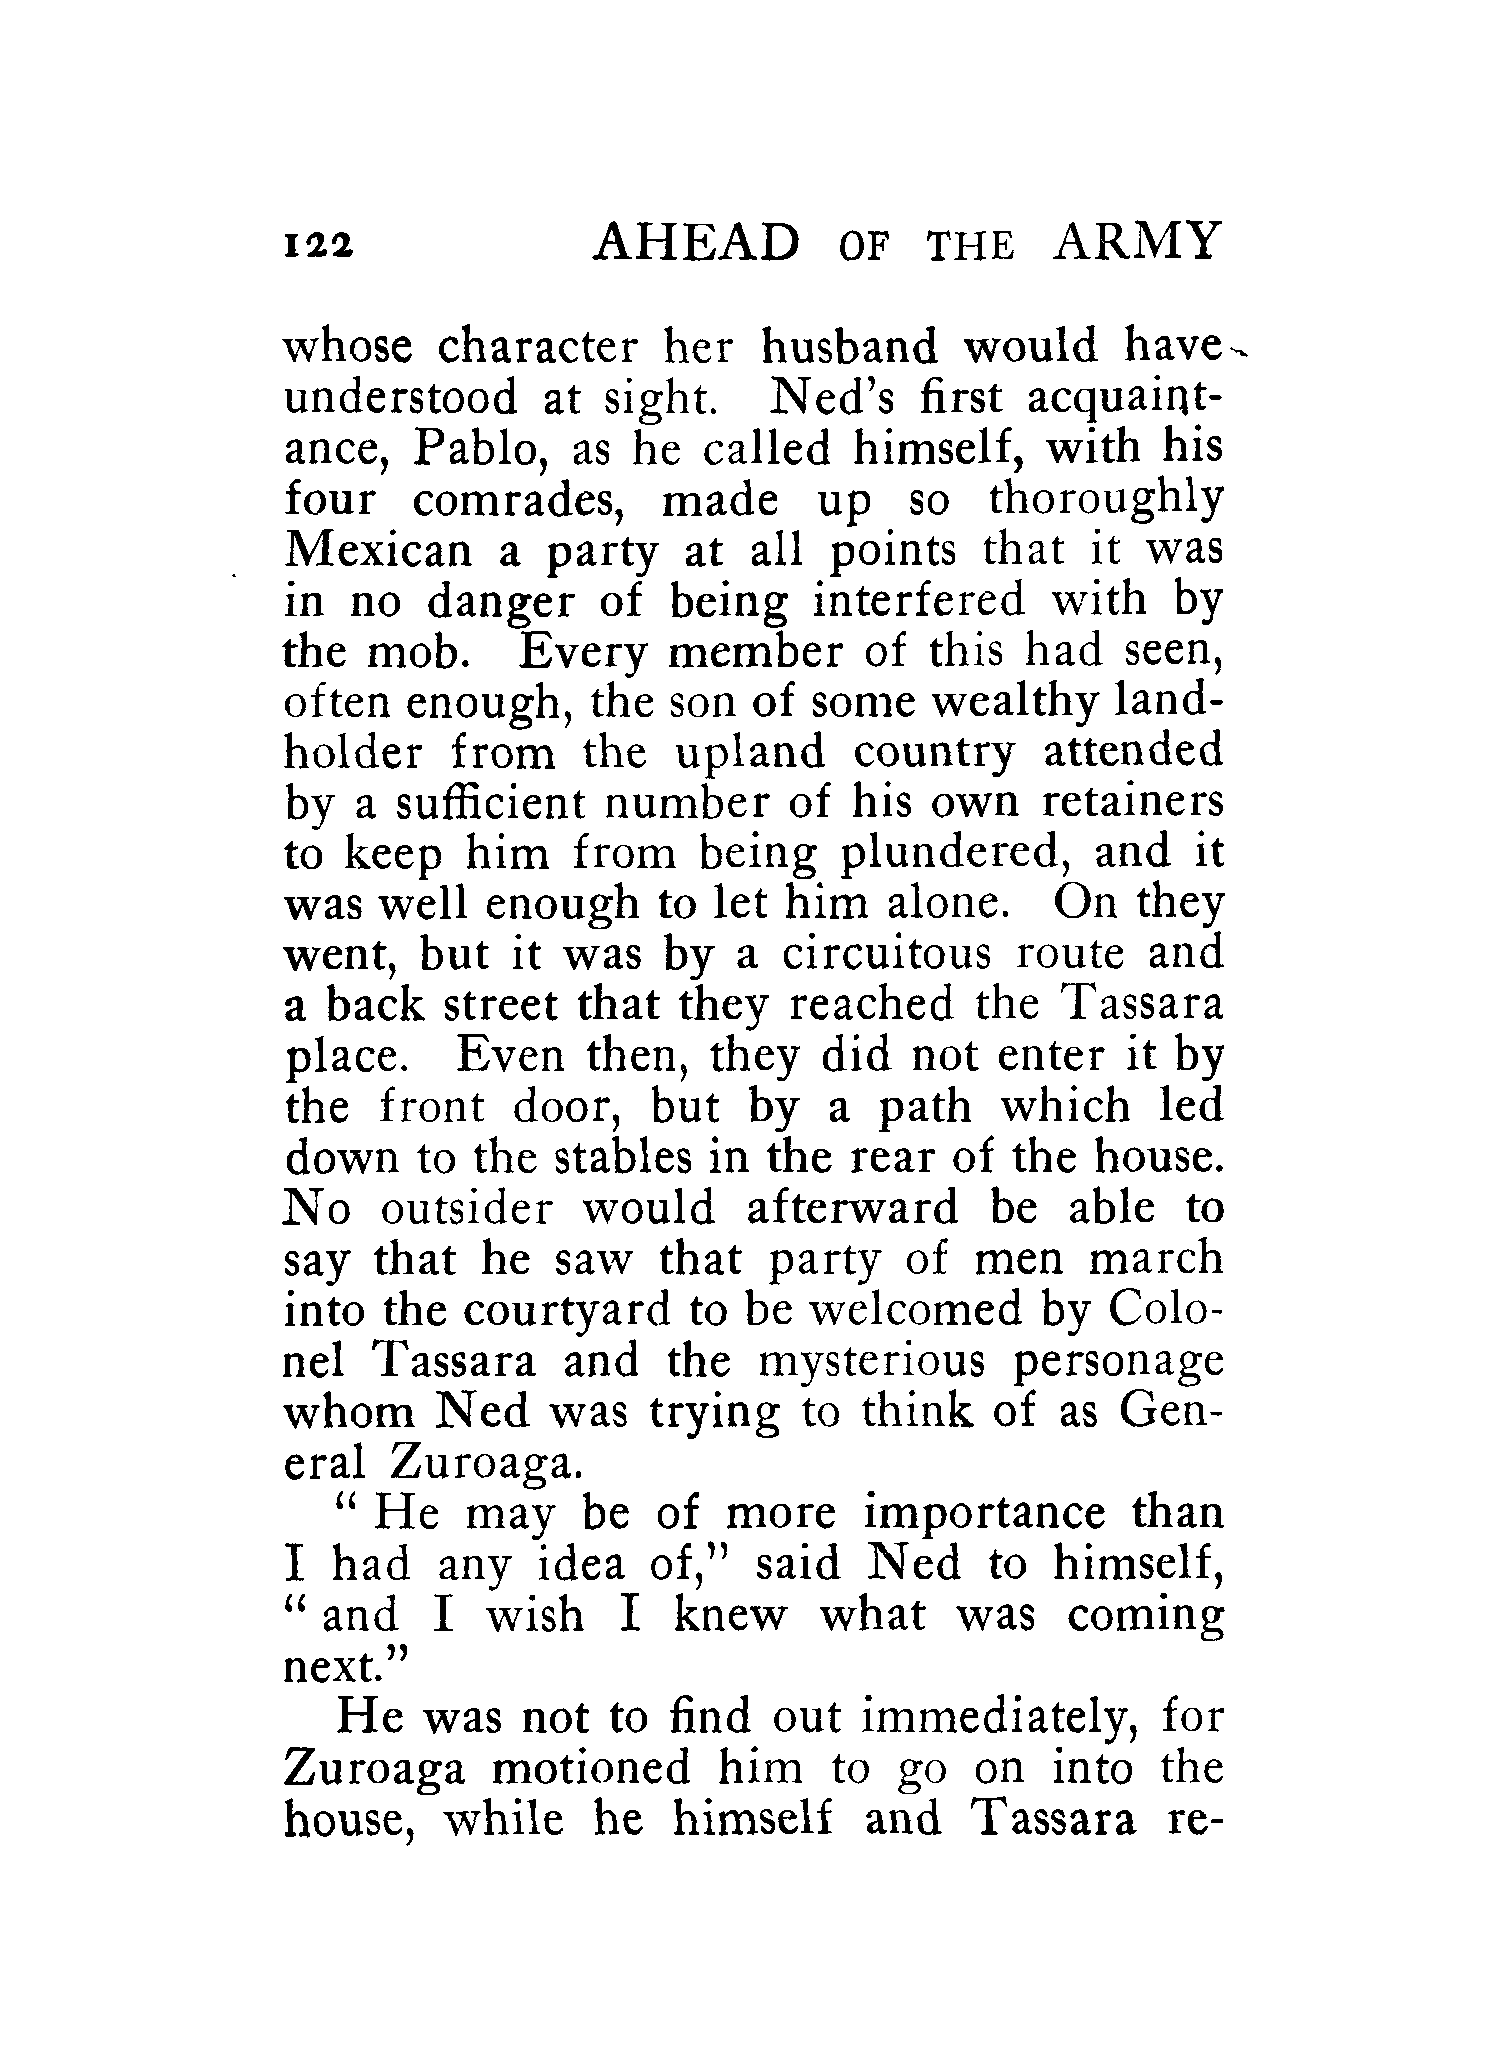 122 AHEAD OF THE ARMY
whose character her husband would have
understood at sight. Ned's first acquaint-
ance, Pablo, as he called himself, with his
four comrades, made up so thoroughly
Mexican a party at all points that it was
in no danger of being interfered with by
the mob. Every member of this had seen,
often enough, the son of some wealthy land-
holder from the upland country attended
by a sufficient number of his own retainers
to keep him from being plundered, and it
was well enough to let him alone. On they
went, but it was by a circuitous route and
a back street that they reached the Tassara
place. Even then, they did not enter it by
the front door, but by a path which led
down to the stables in the rear of the house.
No outsider would afterward be able to
say that he saw that party of men march
into the courtyard to be welcomed by Colo-
nel Tassara and the mysterious personage
whom Ned was trying to think of as Gen-
eral Zuroaga.
" He may be of more importance than
I had any idea of," said Ned to himself,
" and I wish I knew what was coming
next."
He was not to find out immediately, for
Zuroaga motioned him to go on into the
house, while he himself and Tassara re-